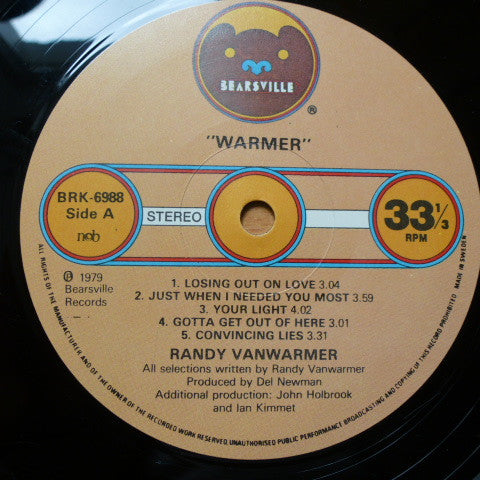 BEARSVILLE
®
"WARMER"
BRK-6988
Side A
STEREO
ncb
33 1/3
RPM
℗ 1979
Bearsville
Records
1. LOSING OUT ON LOVE 3.04
2. JUST WHEN I NEEDED YOU MOST 3.59
3. YOUR LIGHT 4.02
4. GOTTA GET OUT OF HERE 3.01
5. CONVINCING LIES 3.31
RANDY VANWARMER
All selections written by Randy Vanwarmer
Produced by Del Newman
Additional production: John Holbrook
and Ian Kimmet
ALL RIGHTS OF THE MANUFACTURER AND OF THE OWNER OF THE RECORDED WORK RESERVED. UNAUTHORISED PUBLIC PERFORMANCE BROADCASTING AND COPYING OF THIS RECORD PROHIBITED MADE IN SWEDEN